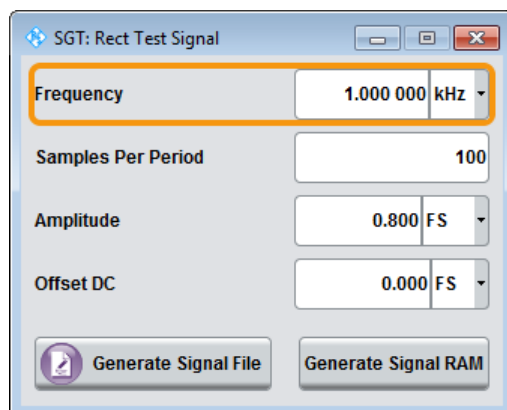 SGT: Rect Test Signal
Frequency 1.000 000 kHz
Samples Per Period 100
Amplitude 0.800 FS
Offset DC 0.000 FS
Generate Signal File Generate Signal RAM